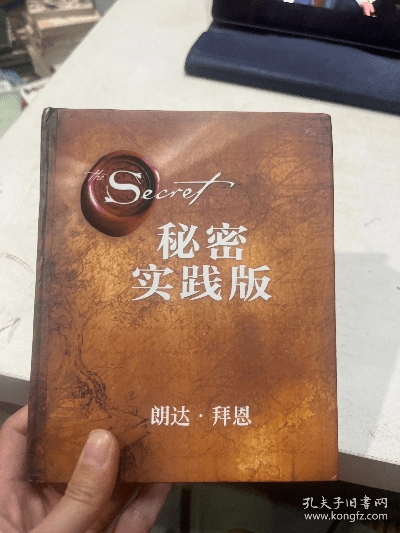 the Secret
秘密
实践版
朗达·拜恩
孔夫子旧书网
www.kongfz.com